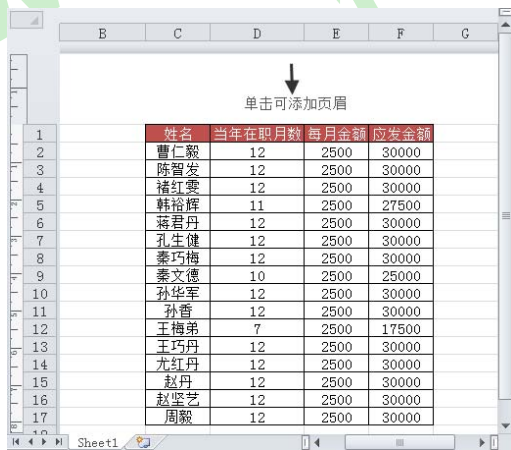 B C D E F G
单击可添加页眉
1 姓名 当年在职月数 每月金额 应发金额
2 曹仁毅 12 2500 30000
3 陈智发 12 2500 30000
4 褚红雯 12 2500 30000
5 韩裕辉 11 2500 27500
6 蒋君丹 12 2500 30000
7 孔生健 12 2500 30000
8 秦巧梅 12 2500 30000
9 秦文德 10 2500 25000
10 孙华军 12 2500 30000
11 孙香 12 2500 30000
12 王梅弟 7 2500 17500
13 王巧丹 12 2500 30000
14 尤红丹 12 2500 30000
15 赵丹 12 2500 30000
16 赵坚艺 12 2500 30000
17 周毅 12 2500 30000
Sheet1